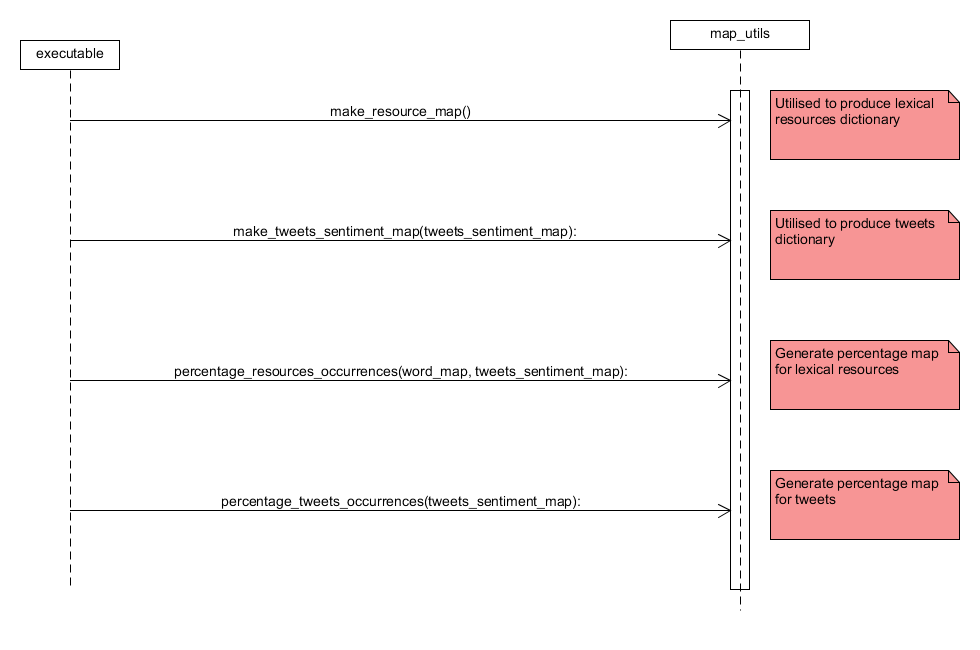 executable
map_utils
make_resource_map()
Utilised to produce lexical
resources dictionary
make_tweets_sentiment_map(tweets_sentiment_map):
Utilised to produce tweets
dictionary
percentage_resources_occurrences(word_map, tweets_sentiment_map):
Generate percentage map
for lexical resources
percentage_tweets_occurrences(tweets_sentiment_map):
Generate percentage map
for tweets